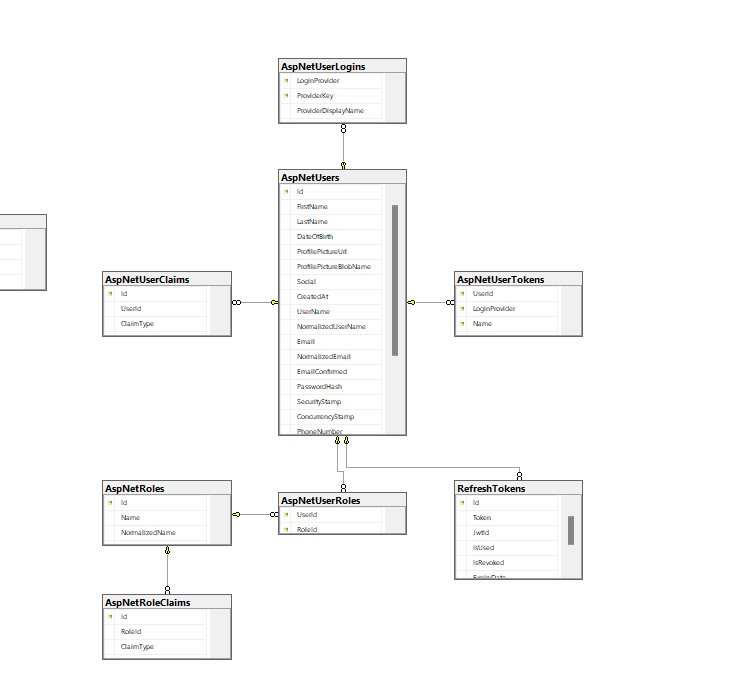 AspNetUserLogins
LoginProvider
ProviderKey
ProviderDisplayName
AspNetUsers
Id
FirstName
LastName
DateOfBirth
ProfilePictureUrl
ProfilePictureBlobName
Social
CreatedAt
UserName
NormalizedUserName
Email
NormalizedEmail
EmailConfirmed
PasswordHash
SecurityStamp
ConcurrencyStamp
PhoneNumber
AspNetUserClaims
Id
UserId
ClaimType
AspNetUserTokens
UserId
LoginProvider
Name
AspNetRoles
Id
Name
NormalizedName
AspNetUserRoles
UserId
RoleId
RefreshTokens
Id
Token
JwtId
IsUsed
IsRevoked
ExpiryDate
AspNetRoleClaims
Id
RoleId
ClaimType